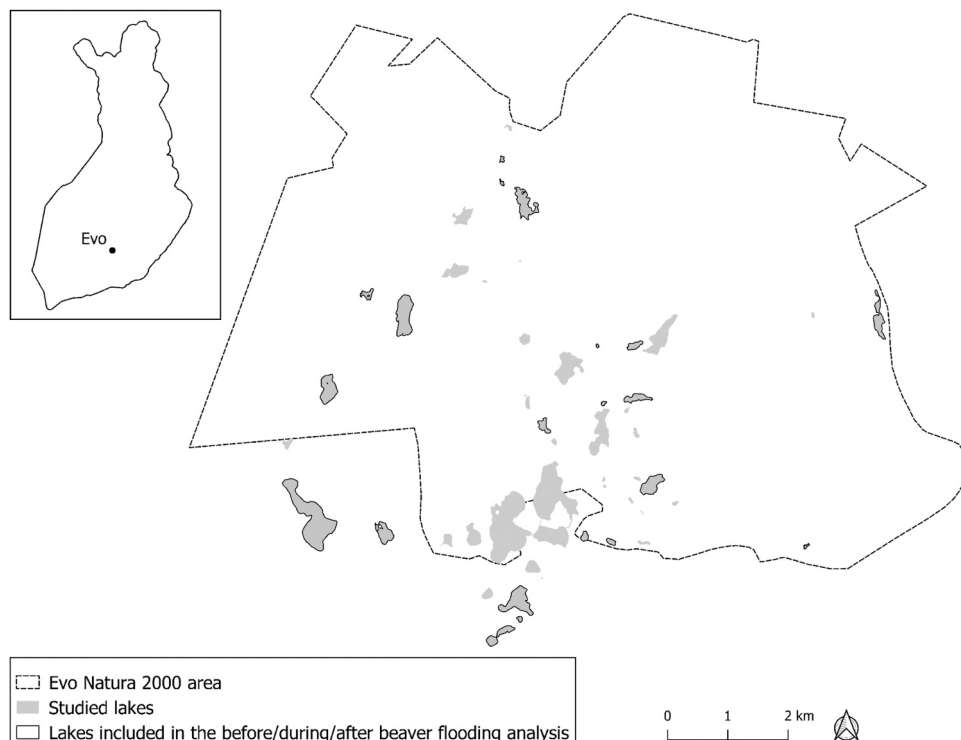 Evo
Evo Natura 2000 area
Studied lakes
Lakes included in the before/during/after beaver flooding analysis
0 1 2 km